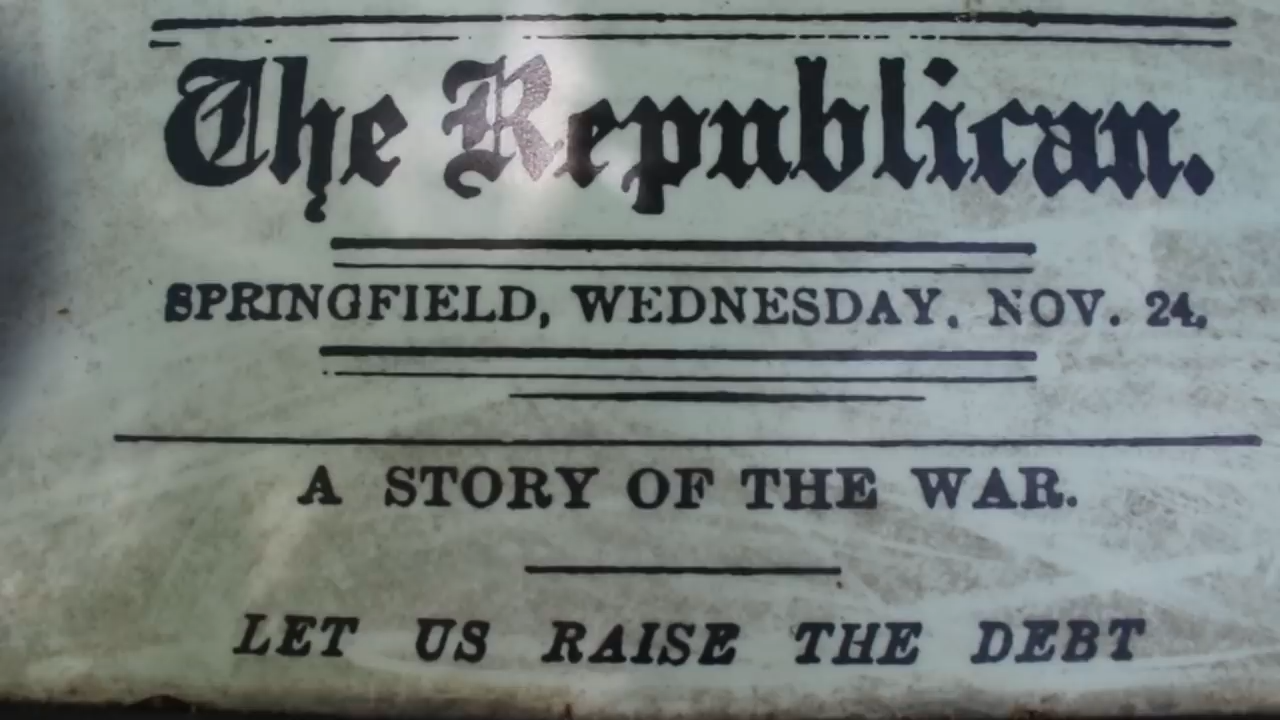 The Republican.
SPRINGFIELD, WEDNESDAY, NOV. 24,
A STORY OF THE WAR.
LET US RAISE THE DEBT